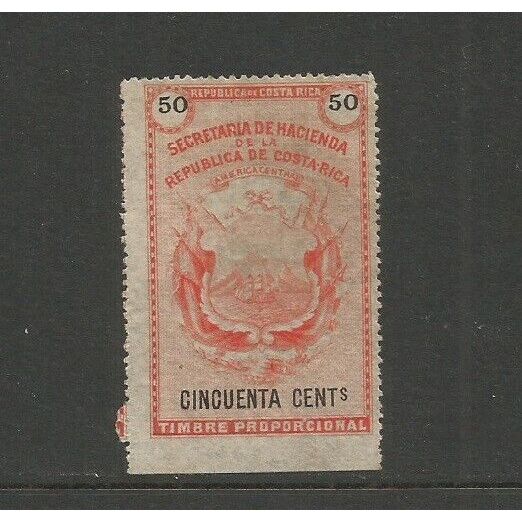 REPUBLICA DE COSTA RICA
50 50
SECRETARIA DE HACIENDA
DE LA
REPUBLICA DE COSTA-RICA
AMERICA CENTRAL
CINCUENTA CENTS
TIMBRE PROPORCIONAL